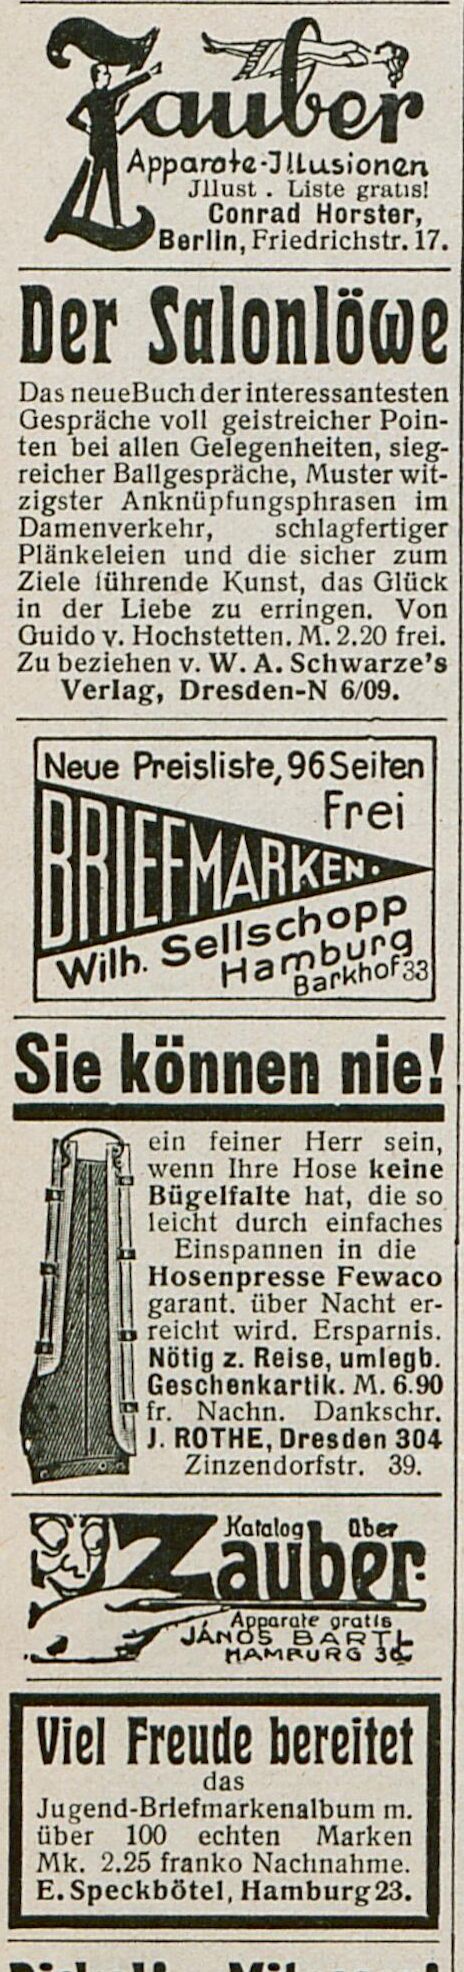 Zauber
Apparate-Jllusionen
Jllust. Liste gratis!
Conrad Horster,
Berlin, Friedrichstr. 17.
Der Salonlöwe
Das neue Buch der interessantesten
Gespräche voll geistreicher Poin-
ten bei allen Gelegenheiten, sieg-
reicher Ballgespräche, Muster wit-
zigster Anknüpfungsphrasen im
Damenverkehr, schlagfertiger
Plänkeleien und die sicher zum
Ziele führende Kunst, das Glück
in der Liebe zu erringen. Von
Guido v. Hochstetten. M. 2.20 frei.
Zu beziehen v. W. A. Schwarze's
Verlag, Dresden-N 6/09.
Neue Preisliste, 96 Seiten
Frei
BRIEFMARKEN.
Wilh. Sellschopp
Hamburg
Barkhof 33
Sie können nie!
ein feiner Herr sein,
wenn Ihre Hose keine
Bügelfalte hat, die so
leicht durch einfaches
Einspannen in die
Hosenpresse Fewaco
garant. über Nacht er-
reicht wird. Ersparnis.
Nötig z. Reise, umlegb.
Geschenkartik. M. 6.90
fr. Nachn. Dankschr.
J. ROTHE, Dresden 304
Zinzendorfstr. 39.
Katalog über
Zauber-
Apparate gratis
JÁNOS BARTL
HAMBURG 36
Viel Freude bereitet
das
Jugend-Briefmarkenalbum m.
über 100 echten Marken
Mk. 2.25 franko Nachnahme.
E. Speckbötel, Hamburg 23.